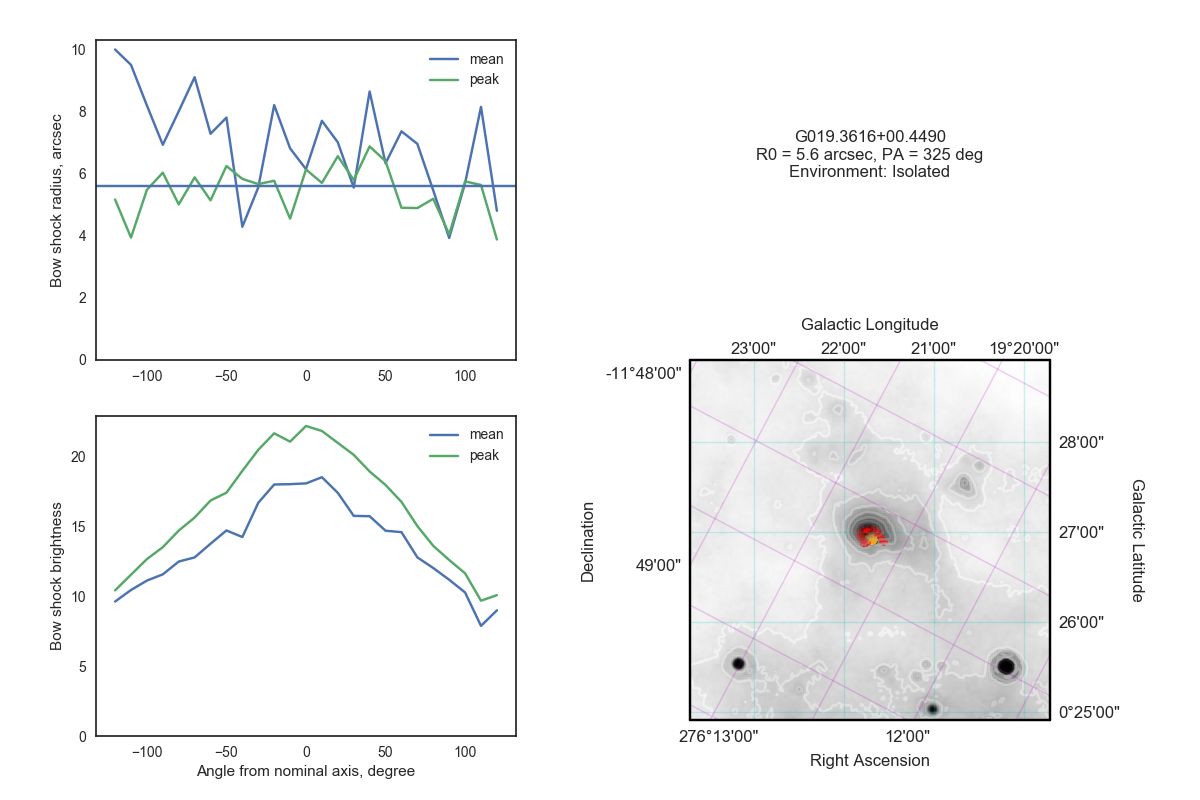 10
8
6
4
2
0
Bow shock radius, arcsec
mean
peak
−100
−50
0
50
100
G019.3616+00.4490
R0 = 5.6 arcsec, PA = 325 deg
Environment: Isolated
20
15
10
5
0
Bow shock brightness
mean
peak
−100
−50
0
50
100
Angle from nominal axis, degree
Galactic Longitude
23'00"
22'00"
21'00"
19°20'00"
-11°48'00"
49'00"
Declination
28'00"
27'00"
26'00"
0°25'00"
Galactic Latitude
276°13'00"
12'00"
Right Ascension